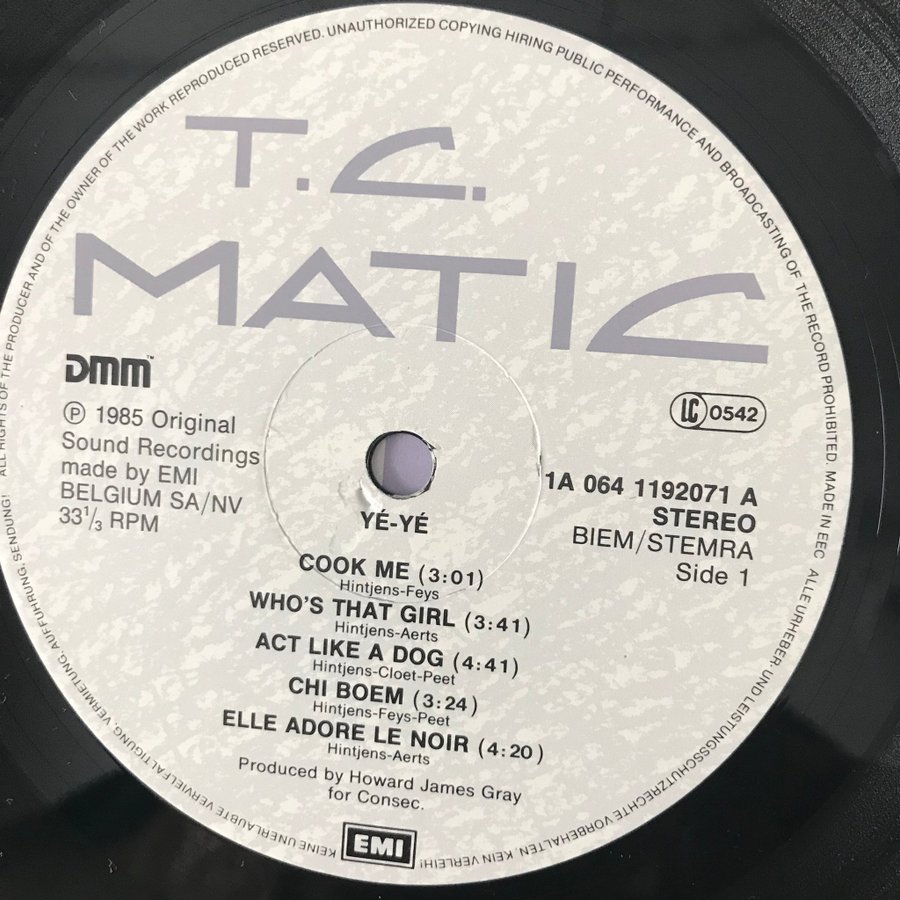 ALL RIGHTS OF THE PRODUCER AND OF THE OWNER OF THE WORK REPRODUCED RESERVED. UNAUTHORIZED COPYING HIRING PUBLIC PERFORMANCE AND BROADCASTING OF THE RECORD PROHIBITED. MADE IN EEC
T.C.
MATIC
DMM™
℗ 1985 Original
Sound Recordings
made by EMI
BELGIUM SA/NV
33 1/3 RPM
LC 0542
1A 064 1192071 A
STEREO
BIEM/STEMRA
Side 1
YÉ-YÉ
COOK ME (3:01)
Hintjens-Feys
WHO'S THAT GIRL (3:41)
Hintjens-Aerts
ACT LIKE A DOG (4:41)
Hintjens-Cloet-Peet
CHI BOEM (3:24)
Hintjens-Feys-Peet
ELLE ADORE LE NOIR (4:20)
Hintjens-Aerts
Produced by Howard James Gray
for Consec.
EMI
ALLE URHEBER- UND LEISTUNGSSCHUTZRECHTE VORBEHALTEN. KEIN VERLEIH!
KEINE UNERLAUBTE VERVIELFÄLTIGUNG, VERMIETUNG, AUFFÜHRUNG, SENDUNG!